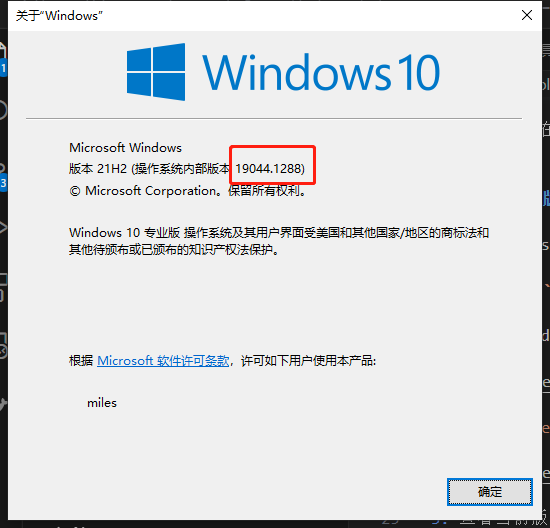 关于“Windows”
Windows 10
Microsoft Windows
版本 21H2 (操作系统内部版本 19044.1288)
© Microsoft Corporation。保留所有权利。
Windows 10 专业版 操作系统及其用户界面受美国和其他国家/地区的商标法和
其他待颁布或已颁布的知识产权法保护。
根据 Microsoft 软件许可条款，许可如下用户使用本产品:
miles
确定